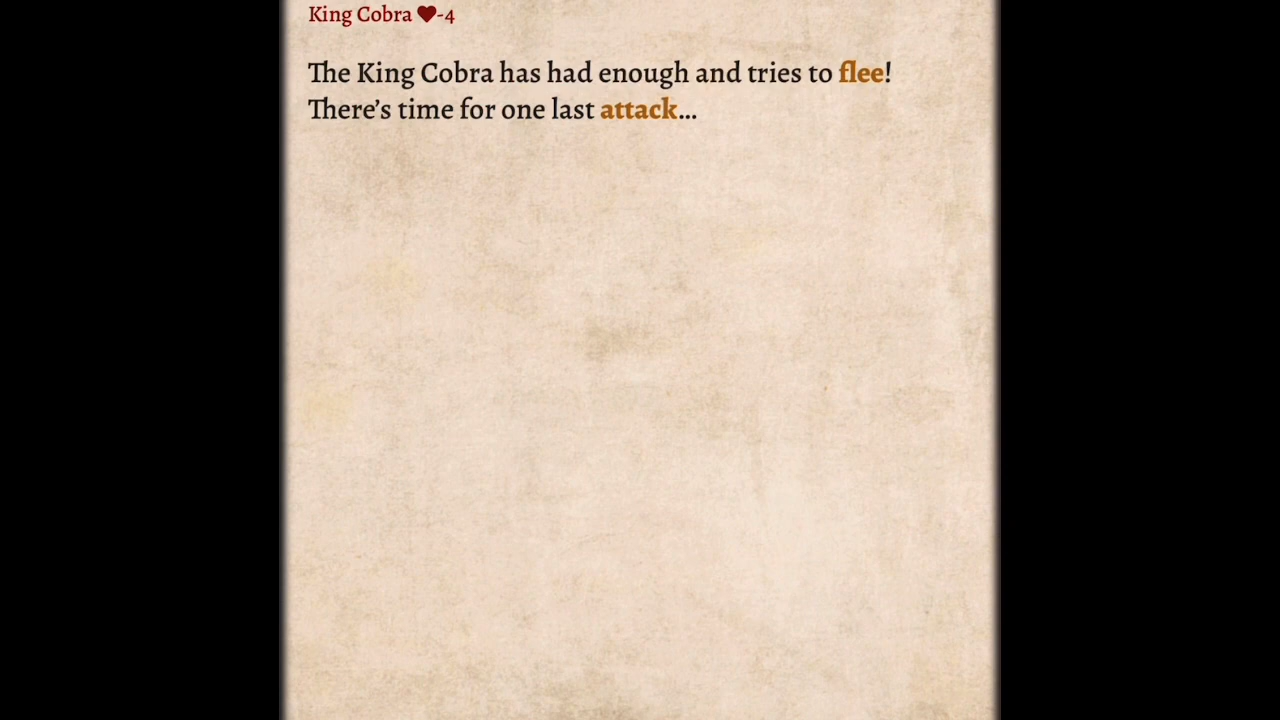 King Cobra ♥-4
The King Cobra has had enough and tries to flee!
There's time for one last attack...